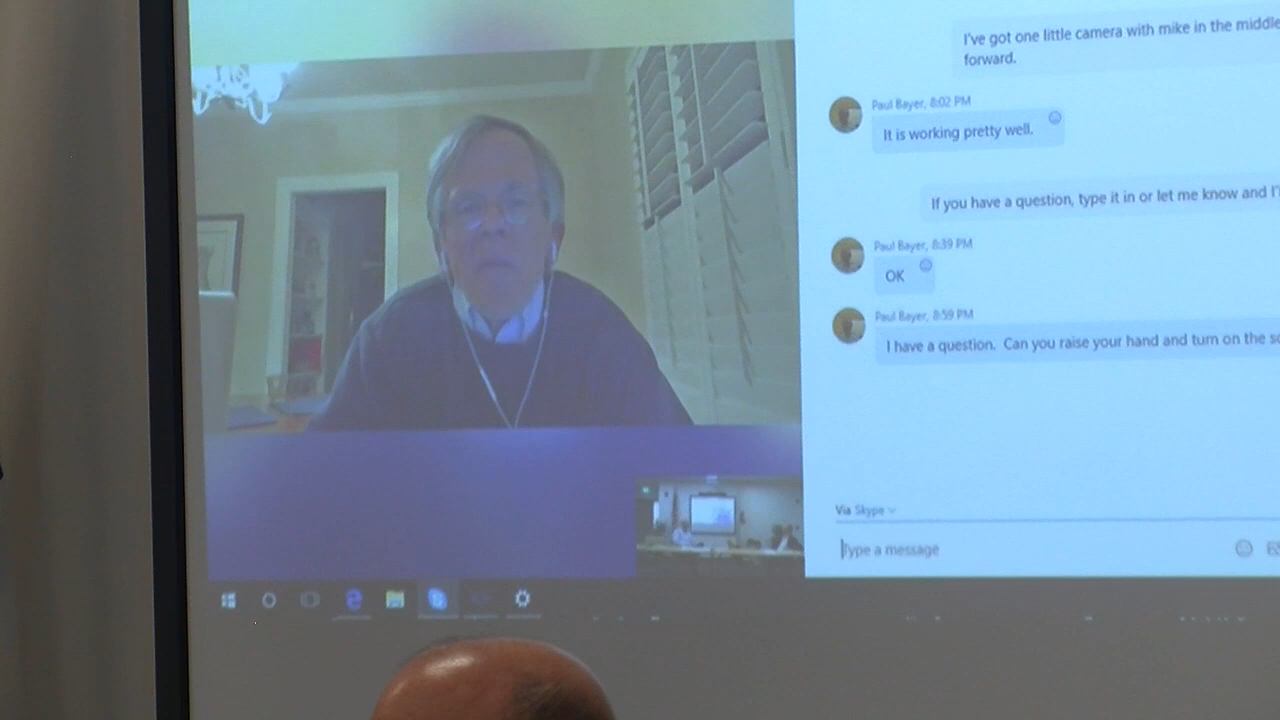 I've got one little camera with mike in the middle
forward.
Paul Bayer, 8:02 PM
It is working pretty well.
If you have a question, type it in or let me know and I'
Paul Bayer, 8:39 PM
OK
Paul Bayer, 8:59 PM
I have a question. Can you raise your hand and turn on the
Via Skype
Type a message